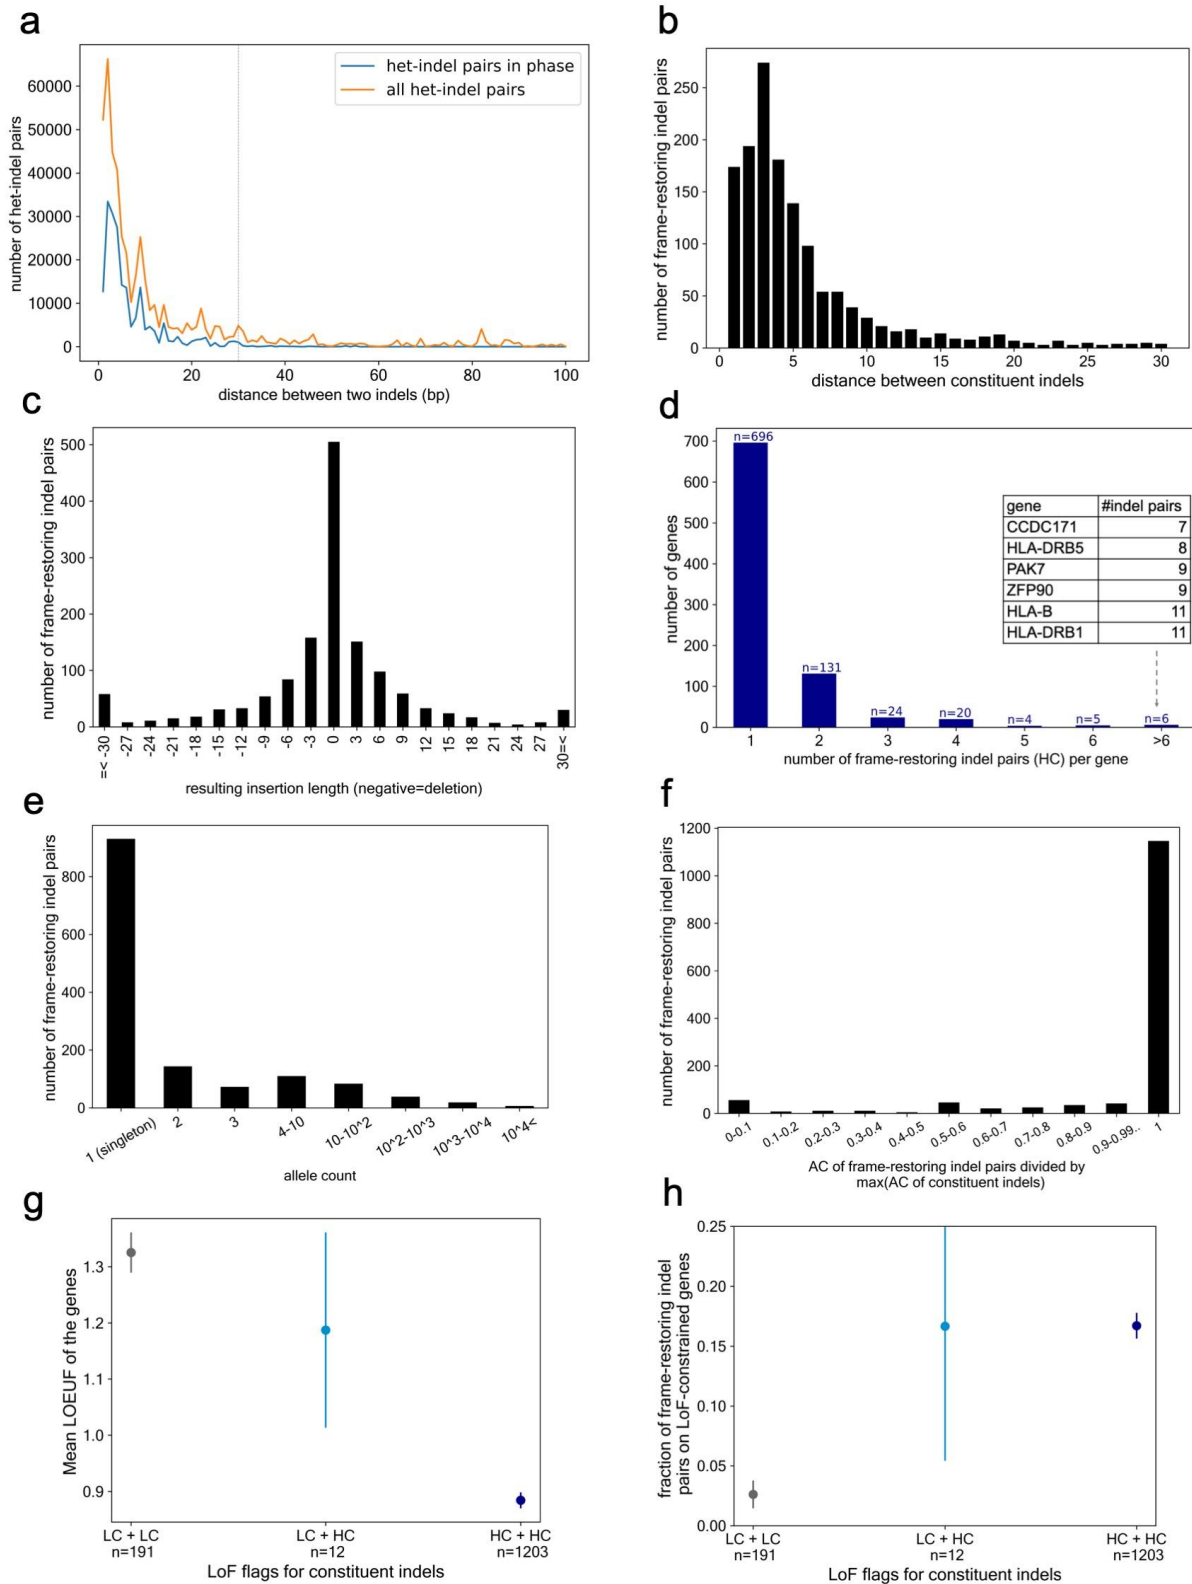 a
number of het-indel pairs
60000
50000
40000
30000
20000
10000
0
het-indel pairs in phase
all het-indel pairs
0 20 40 60 80 100
distance between two indels (bp)
b
number of frame-restoring indel pairs
250
200
150
100
50
0
0 5 10 15 20 25 30
distance between constituent indels
c
number of frame-restoring indel pairs
500
400
300
200
100
0
=< -30 -27 -24 -21 -18 -15 -12 -9 -6 -3 0 3 6 9 12 15 18 21 24 27 30=<
resulting insertion length (negative=deletion)
d
number of genes
700
600
500
400
300
200
100
0
n=696
n=131
n=24
n=20
n=4
n=5
n=6
gene #indel pairs
CCDC171 7
HLA-DRB5 8
PAK7 9
ZFP90 9
HLA-B 11
HLA-DRB1 11
1 2 3 4 5 6 >6
number of frame-restoring indel pairs (HC) per gene
e
number of frame-restoring indel pairs
800
600
400
200
0
1 (singleton) 2 3 4-10 10-10^2 10^2-10^3 10^3-10^4 10^4<
allele count
f
number of frame-restoring indel pairs
1200
1000
800
600
400
200
0
0-0.1 0.1-0.2 0.2-0.3 0.3-0.4 0.4-0.5 0.5-0.6 0.6-0.7 0.7-0.8 0.8-0.9 0.9-0.99.. 1
AC of frame-restoring indel pairs divided by
max(AC of constituent indels)
g
Mean LOEUF of the genes
1.3
1.2
1.1
1.0
0.9
LC + LC LC + HC HC + HC
n=191 n=12 n=1203
LoF flags for constituent indels
h
fraction of frame-restoring indel
pairs on LoF-constrained genes
0.25
0.20
0.15
0.10
0.05
0.00
LC + LC LC + HC HC + HC
n=191 n=12 n=1203
LoF flags for constituent indels